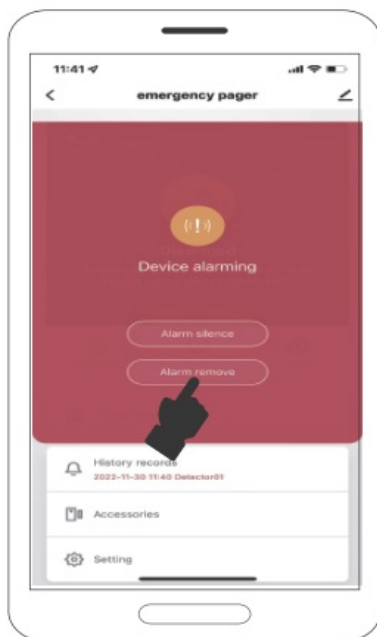 11:41
emergency pager
Device alarming
Alarm silence
Alarm remove
History records
2022-11-30 11:40 Detector01
Accessories
Setting